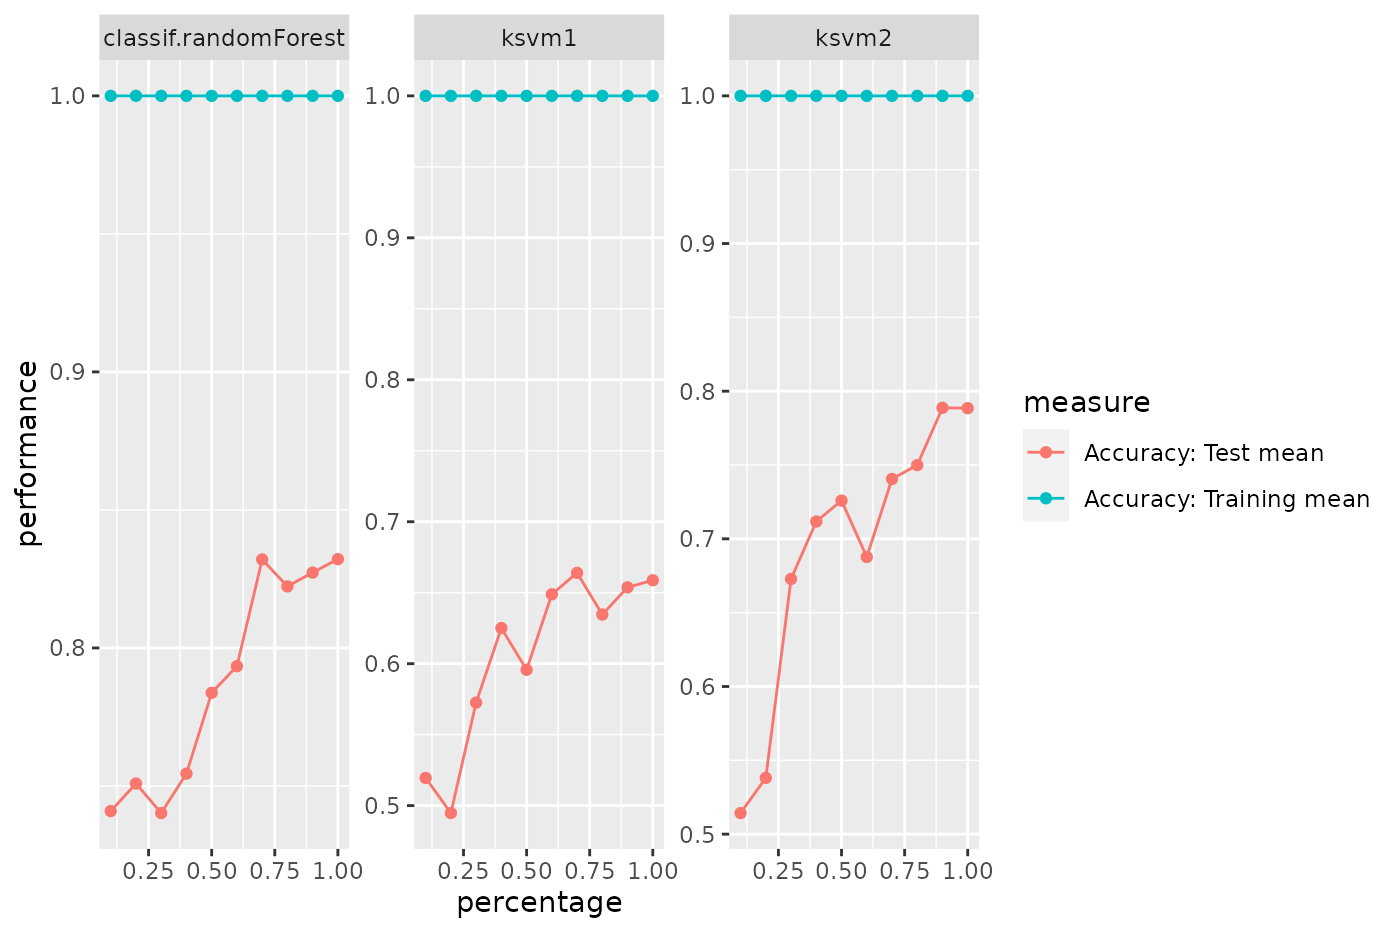 classif.randomForest
ksvm1
ksvm2
performance
1.0
0.9
0.8
1.0
0.9
0.8
0.7
0.6
0.5
1.0
0.9
0.8
0.7
0.6
0.5
0.25 0.50 0.75 1.00
0.25 0.50 0.75 1.00
0.25 0.50 0.75 1.00
percentage
measure
Accuracy: Test mean
Accuracy: Training mean